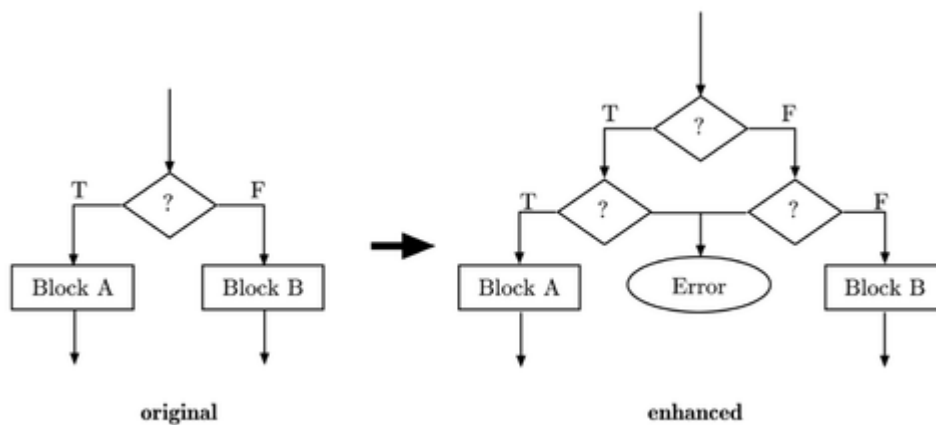 T
?
F
Block A
Block B
original
T
?
F
T
?
?
F
Block A
Error
Block B
enhanced